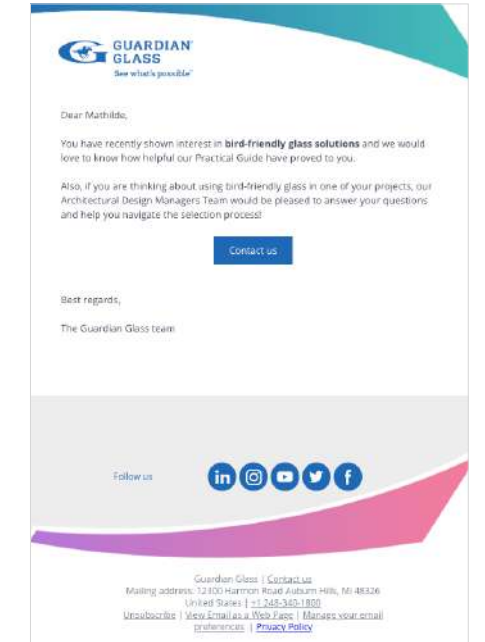 GUARDIAN
GLASS
See what's possible™
Dear Mathilde,
You have recently shown interest in bird-friendly glass solutions and we would
love to know how helpful our Practical Guide have proved to you.
Also, if you are thinking about using bird-friendly glass in one of your projects, our
Architectural Design Managers Team would be pleased to answer your questions
and help you navigate the selection process!
Contact us
Best regards,
The Guardian Glass team
Follow us
Guardian Glass | Contact us
Mailing address: 12300 Harmon Road Auburn Hills, MI 48326
United States | +1 248-340-1800
Unsubscribe | View Email as a Web Page | Manage your email
preferences | Privacy Policy